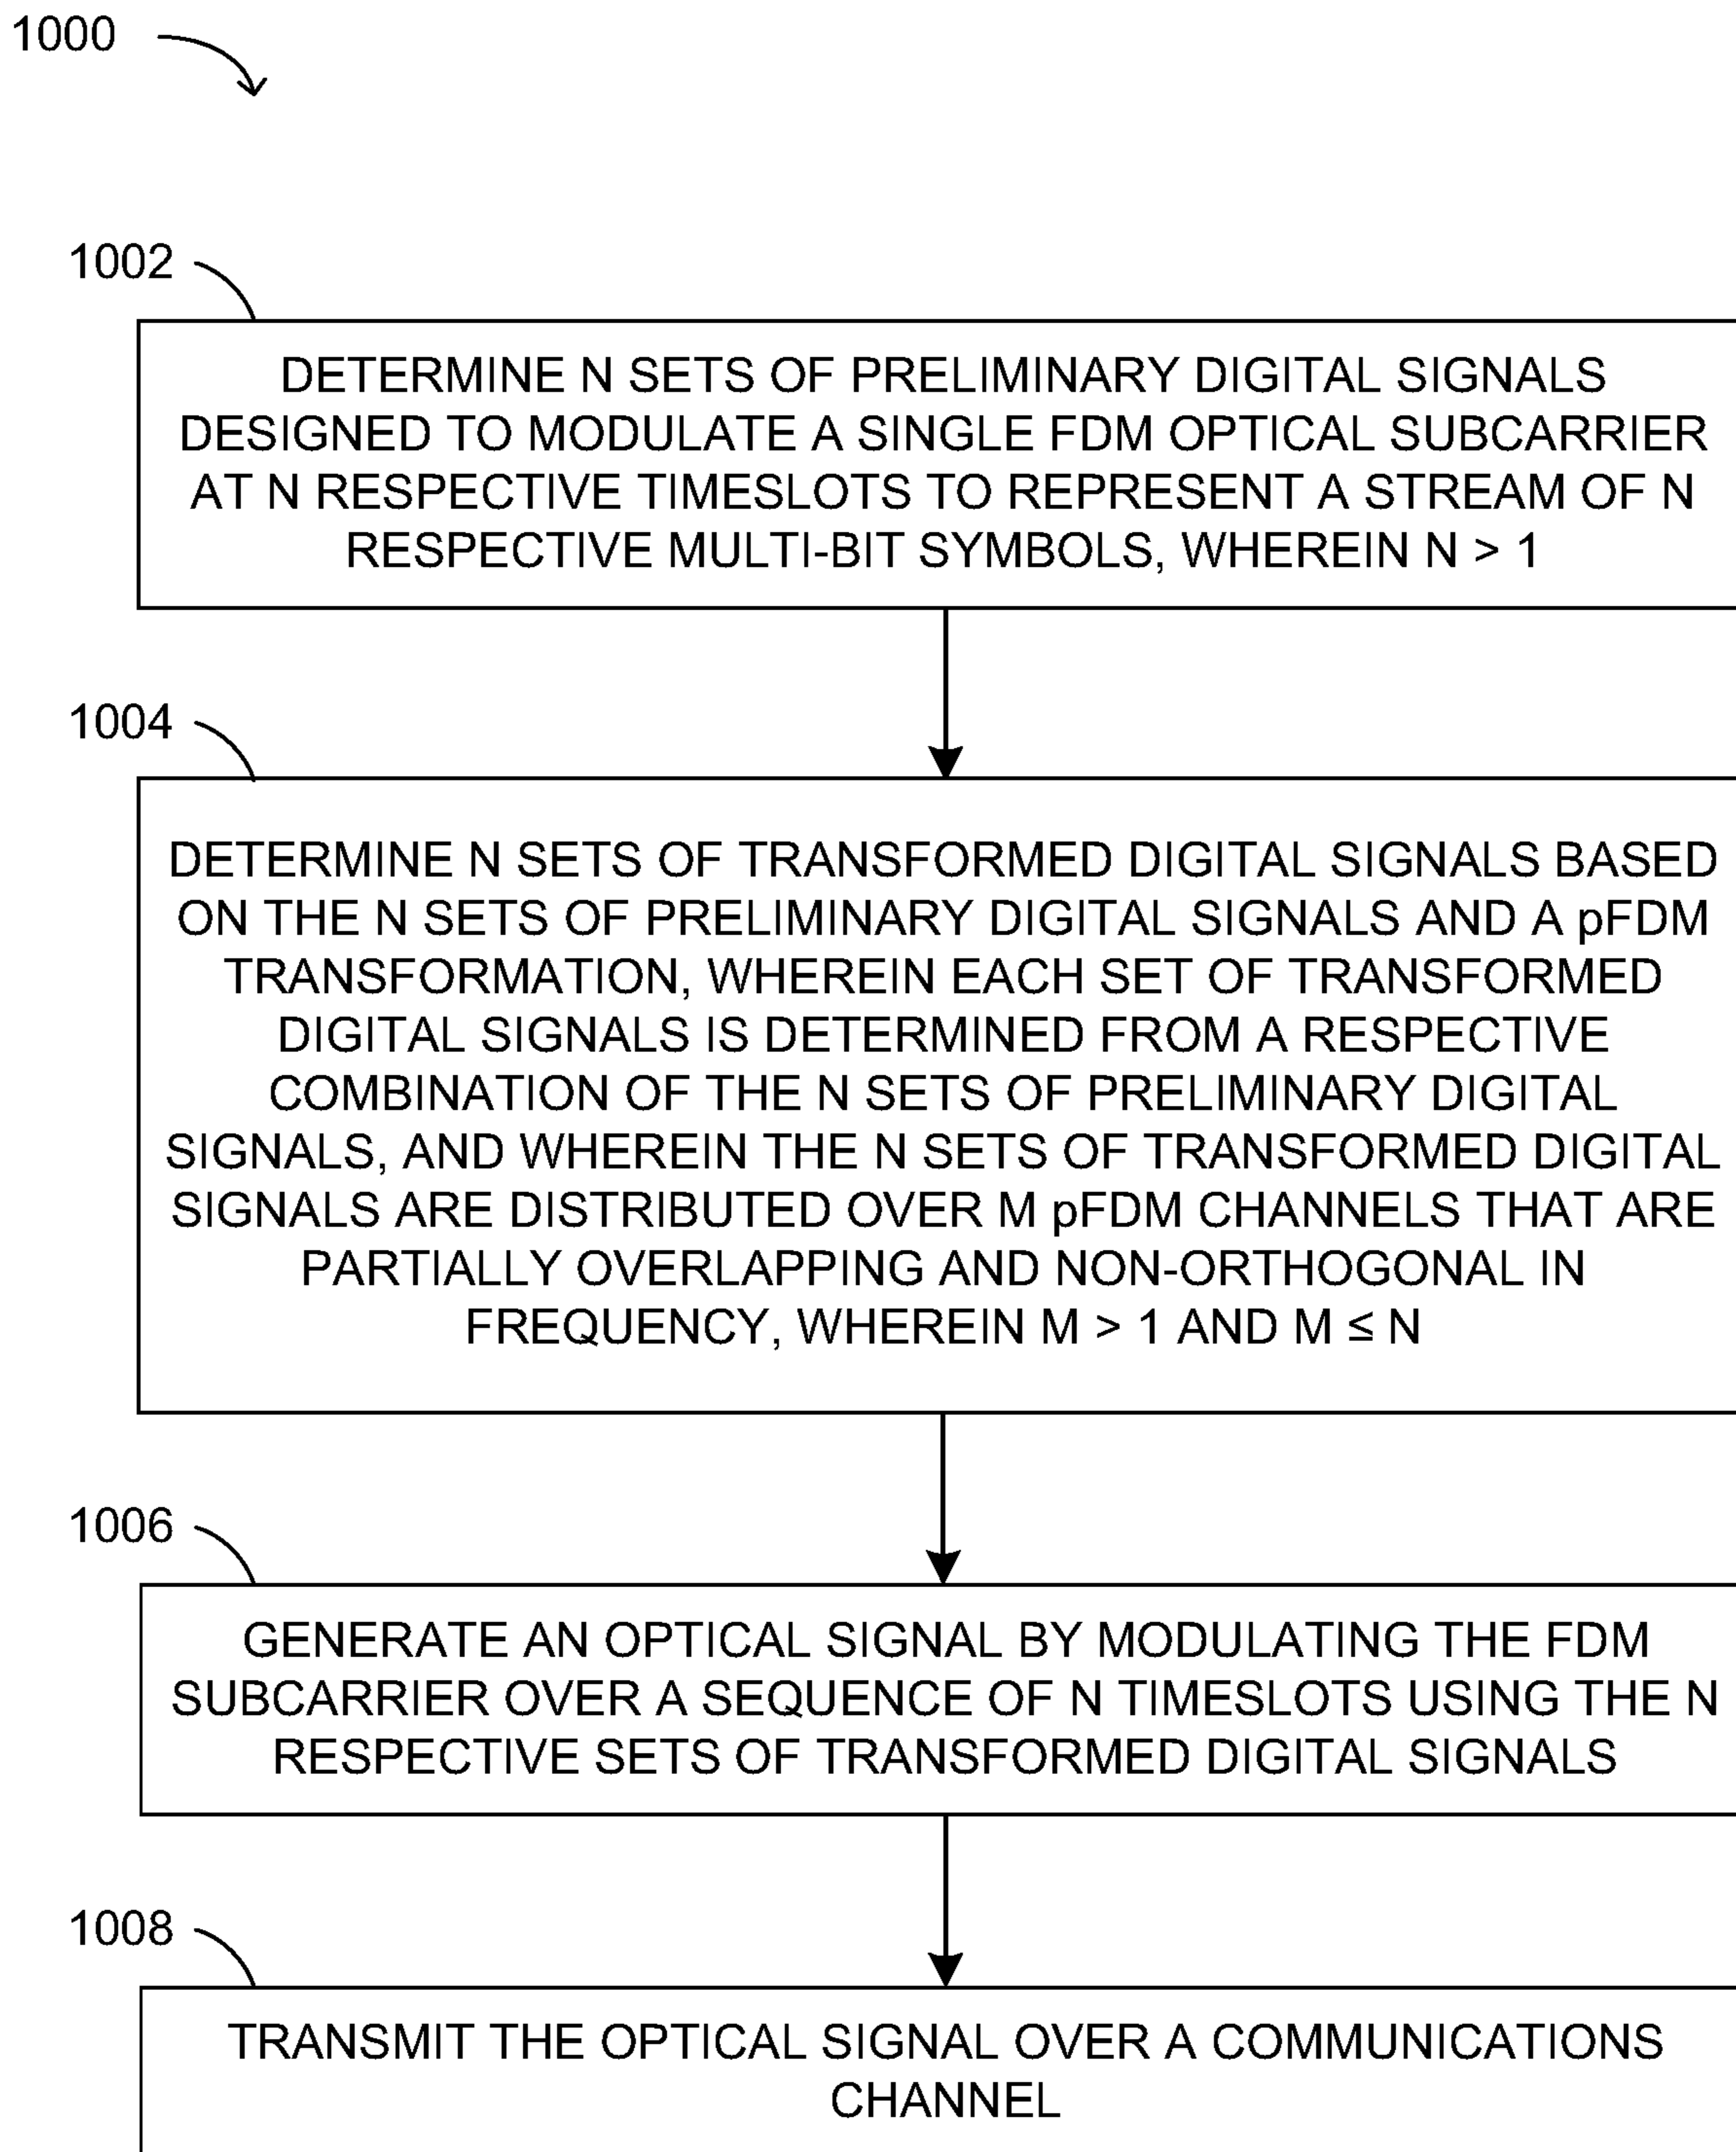 1000
1002
DETERMINE N SETS OF PRELIMINARY DIGITAL SIGNALS
DESIGNED TO MODULATE A SINGLE FDM OPTICAL SUBCARRIER
AT N RESPECTIVE TIMESLOTS TO REPRESENT A STREAM OF N
RESPECTIVE MULTI-BIT SYMBOLS, WHEREIN N > 1
1004
DETERMINE N SETS OF TRANSFORMED DIGITAL SIGNALS BASED
ON THE N SETS OF PRELIMINARY DIGITAL SIGNALS AND A pFDM
TRANSFORMATION, WHEREIN EACH SET OF TRANSFORMED
DIGITAL SIGNALS IS DETERMINED FROM A RESPECTIVE
COMBINATION OF THE N SETS OF PRELIMINARY DIGITAL
SIGNALS, AND WHEREIN THE N SETS OF TRANSFORMED DIGITAL
SIGNALS ARE DISTRIBUTED OVER M pFDM CHANNELS THAT ARE
PARTIALLY OVERLAPPING AND NON-ORTHOGONAL IN
FREQUENCY, WHEREIN M > 1 AND M ≤ N
1006
GENERATE AN OPTICAL SIGNAL BY MODULATING THE FDM
SUBCARRIER OVER A SEQUENCE OF N TIMESLOTS USING THE N
RESPECTIVE SETS OF TRANSFORMED DIGITAL SIGNALS
1008
TRANSMIT THE OPTICAL SIGNAL OVER A COMMUNICATIONS
CHANNEL